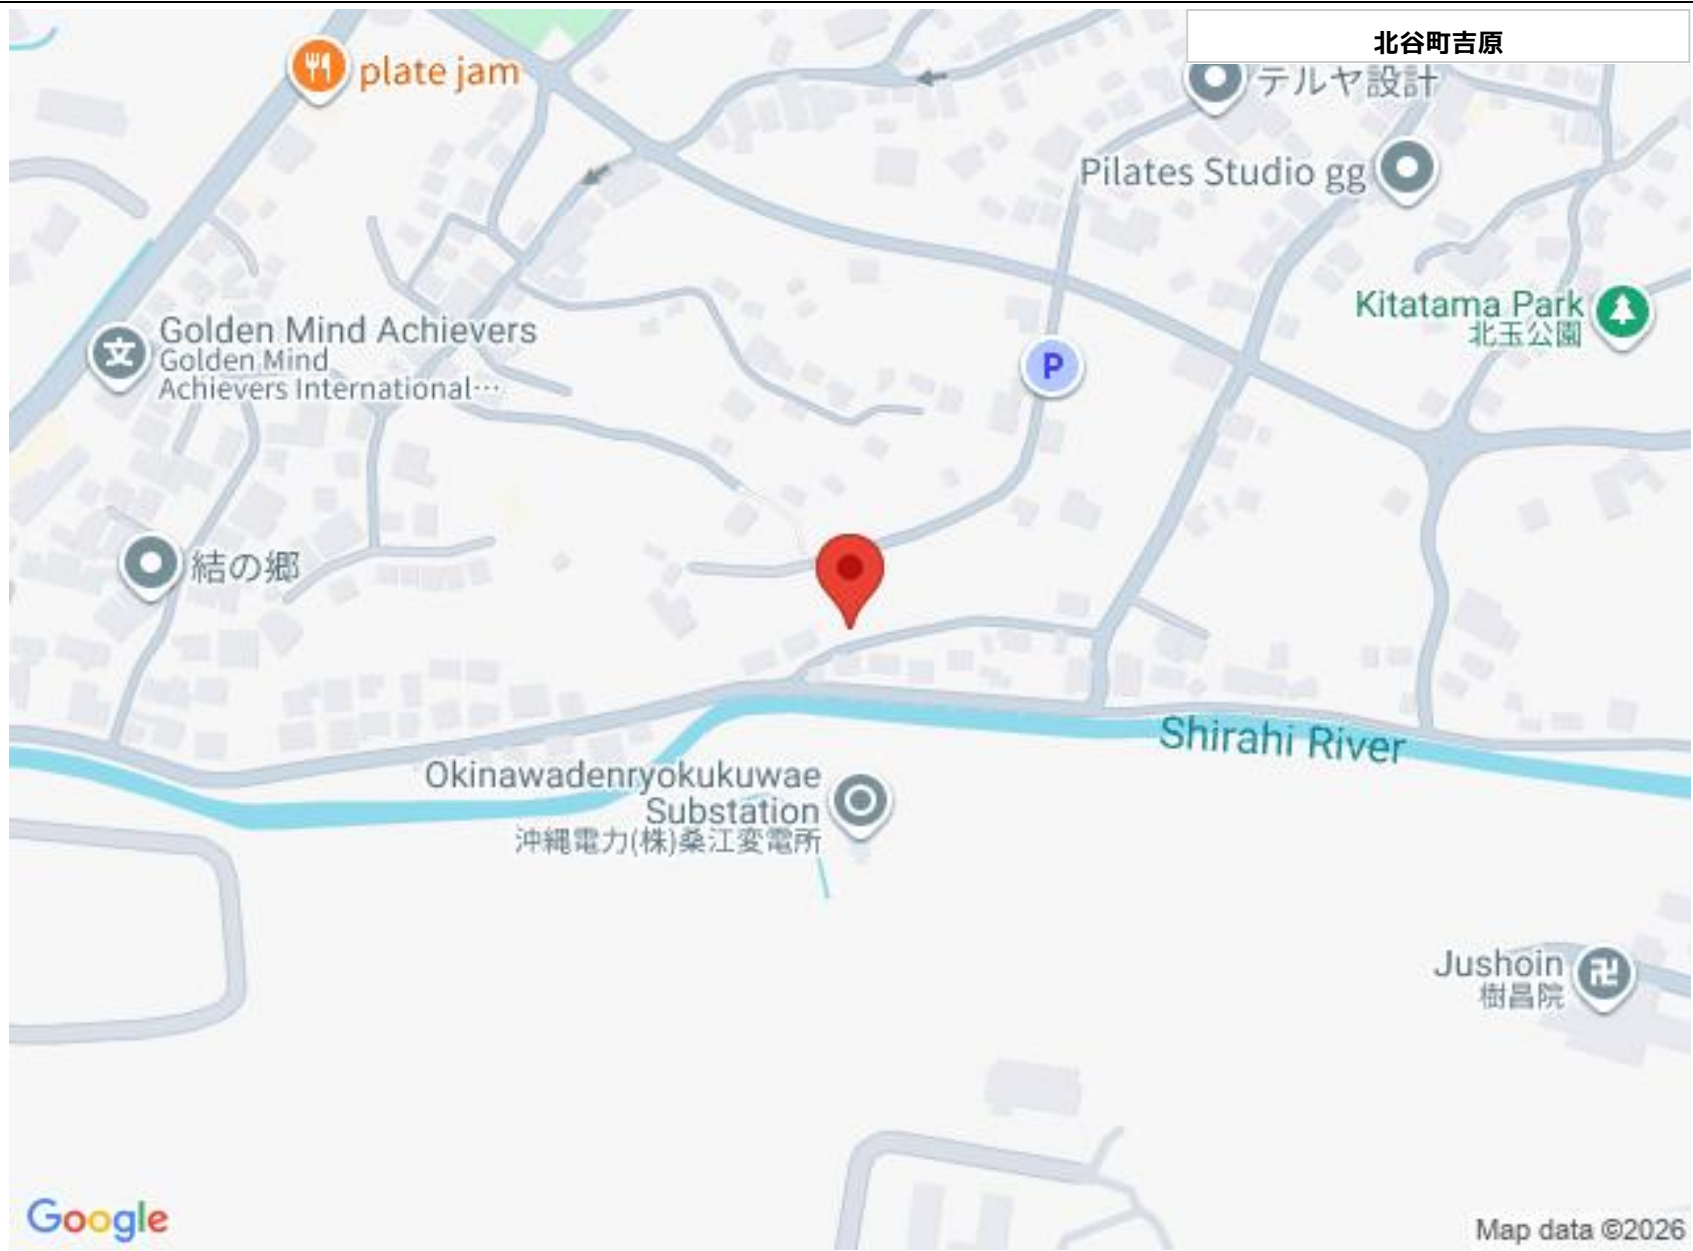 北谷町吉原
plate jam
テルヤ設計
Pilates Studio gg
Kitatama Park
北玉公園
Golden Mind Achievers
Golden Mind
Achievers International…
P
結の郷
Shirahi River
Okinawadenryokukuwae
Substation
沖縄電力(株)桑江変電所
Jushoin
樹昌院
Google
Map data ©2026